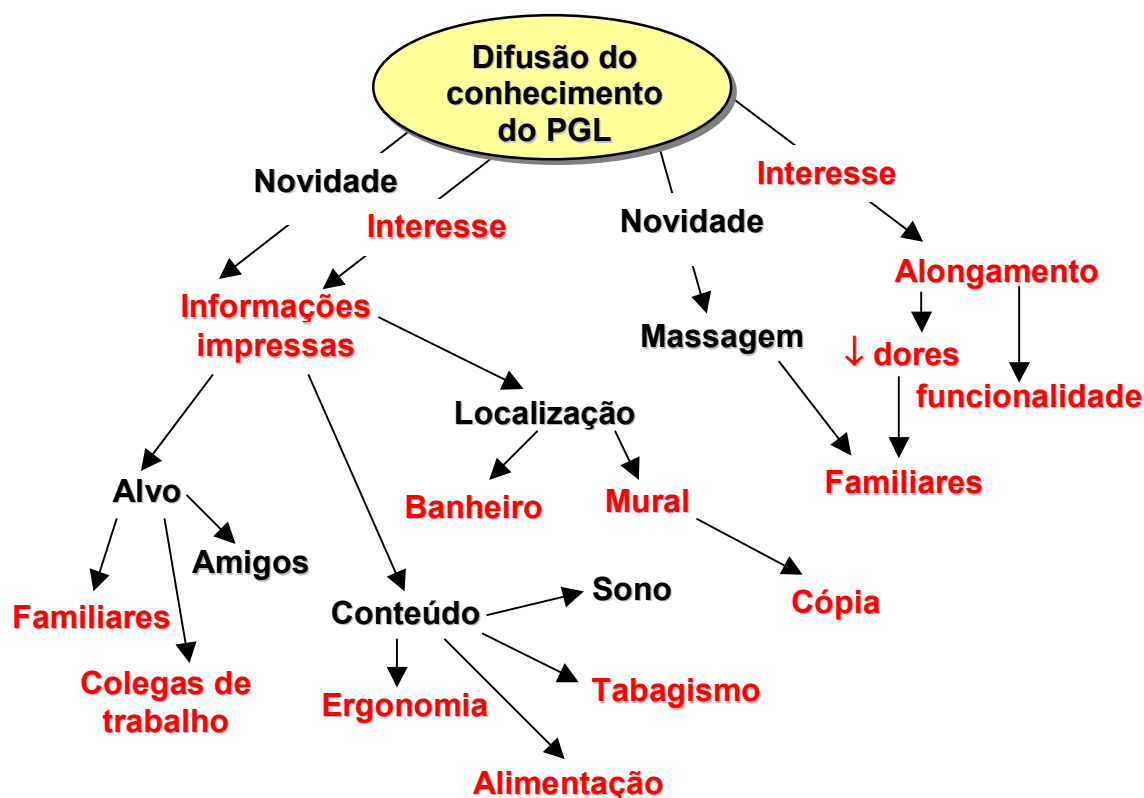 Difusão do
conhecimento
do PGL
Novidade
Interesse
Novidade
Interesse
Informações
impressas
Massagem
Alongamento
↓ dores
funcionalidade
Localização
Familiares
Alvo
Banheiro
Mural
Amigos
Sono
Cópia
Familiares
Conteúdo
Colegas de
trabalho
Ergonomia
Tabagismo
Alimentação